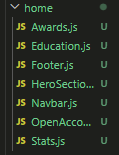 home
JS Awards.js U
JS Education.js U
JS Footer.js U
JS HeroSectio... U
JS Navbar.js U
JS OpenAcco... U
JS Stats.js U